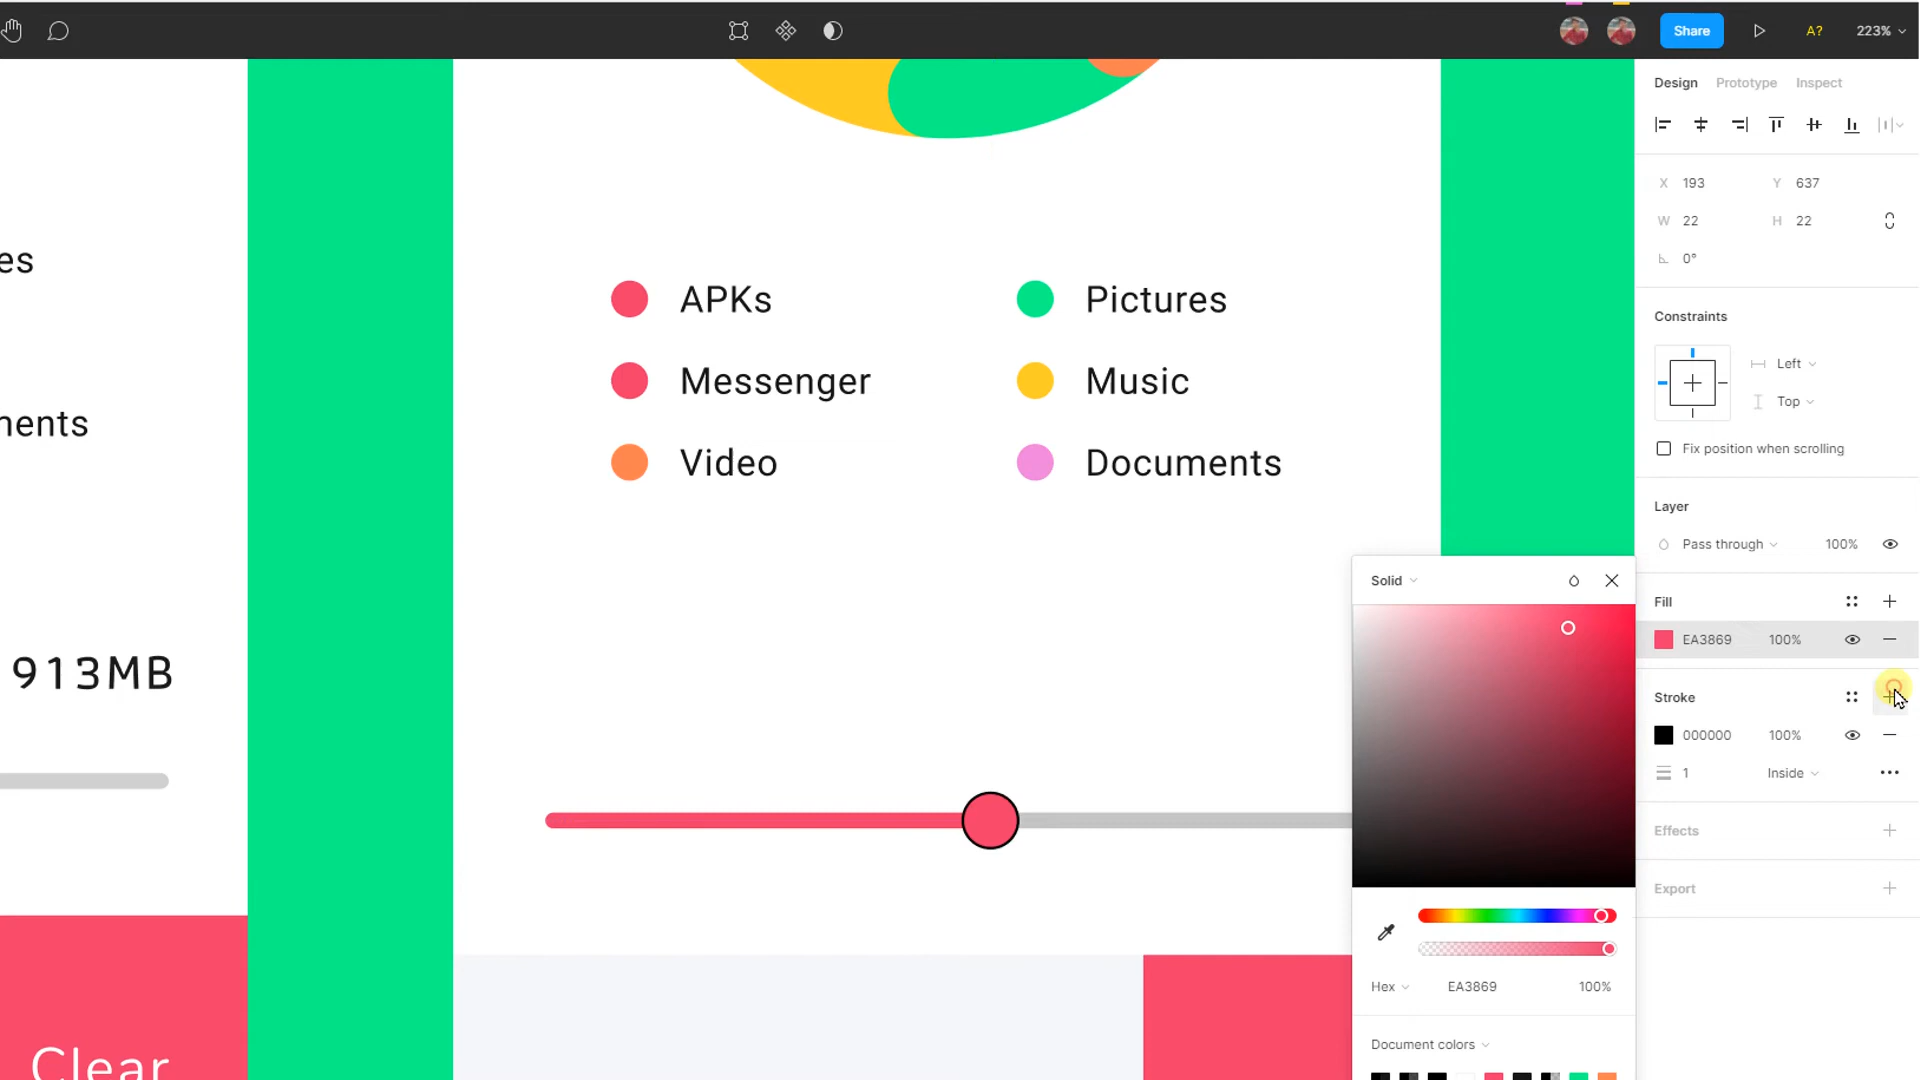 Share
A?
223%
Design Prototype Inspect
X 193 Y 637
W 22 H 22
0°
Constraints
Left
Top
Fix position when scrolling
Layer
Pass through 100%
Fill
EA3869 100%
Stroke
000000 100%
1 Inside
Effects
Export
Solid
Hex EA3869 100%
Document colors
es
ments
913MB
Clear
APKs Pictures
Messenger Music
Video Documents